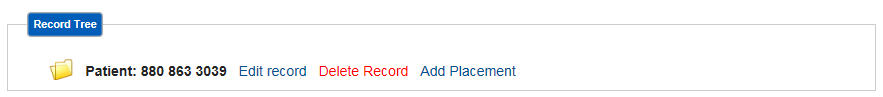 Record Tree
Patient: 880 863 3039 Edit record Delete Record Add Placement